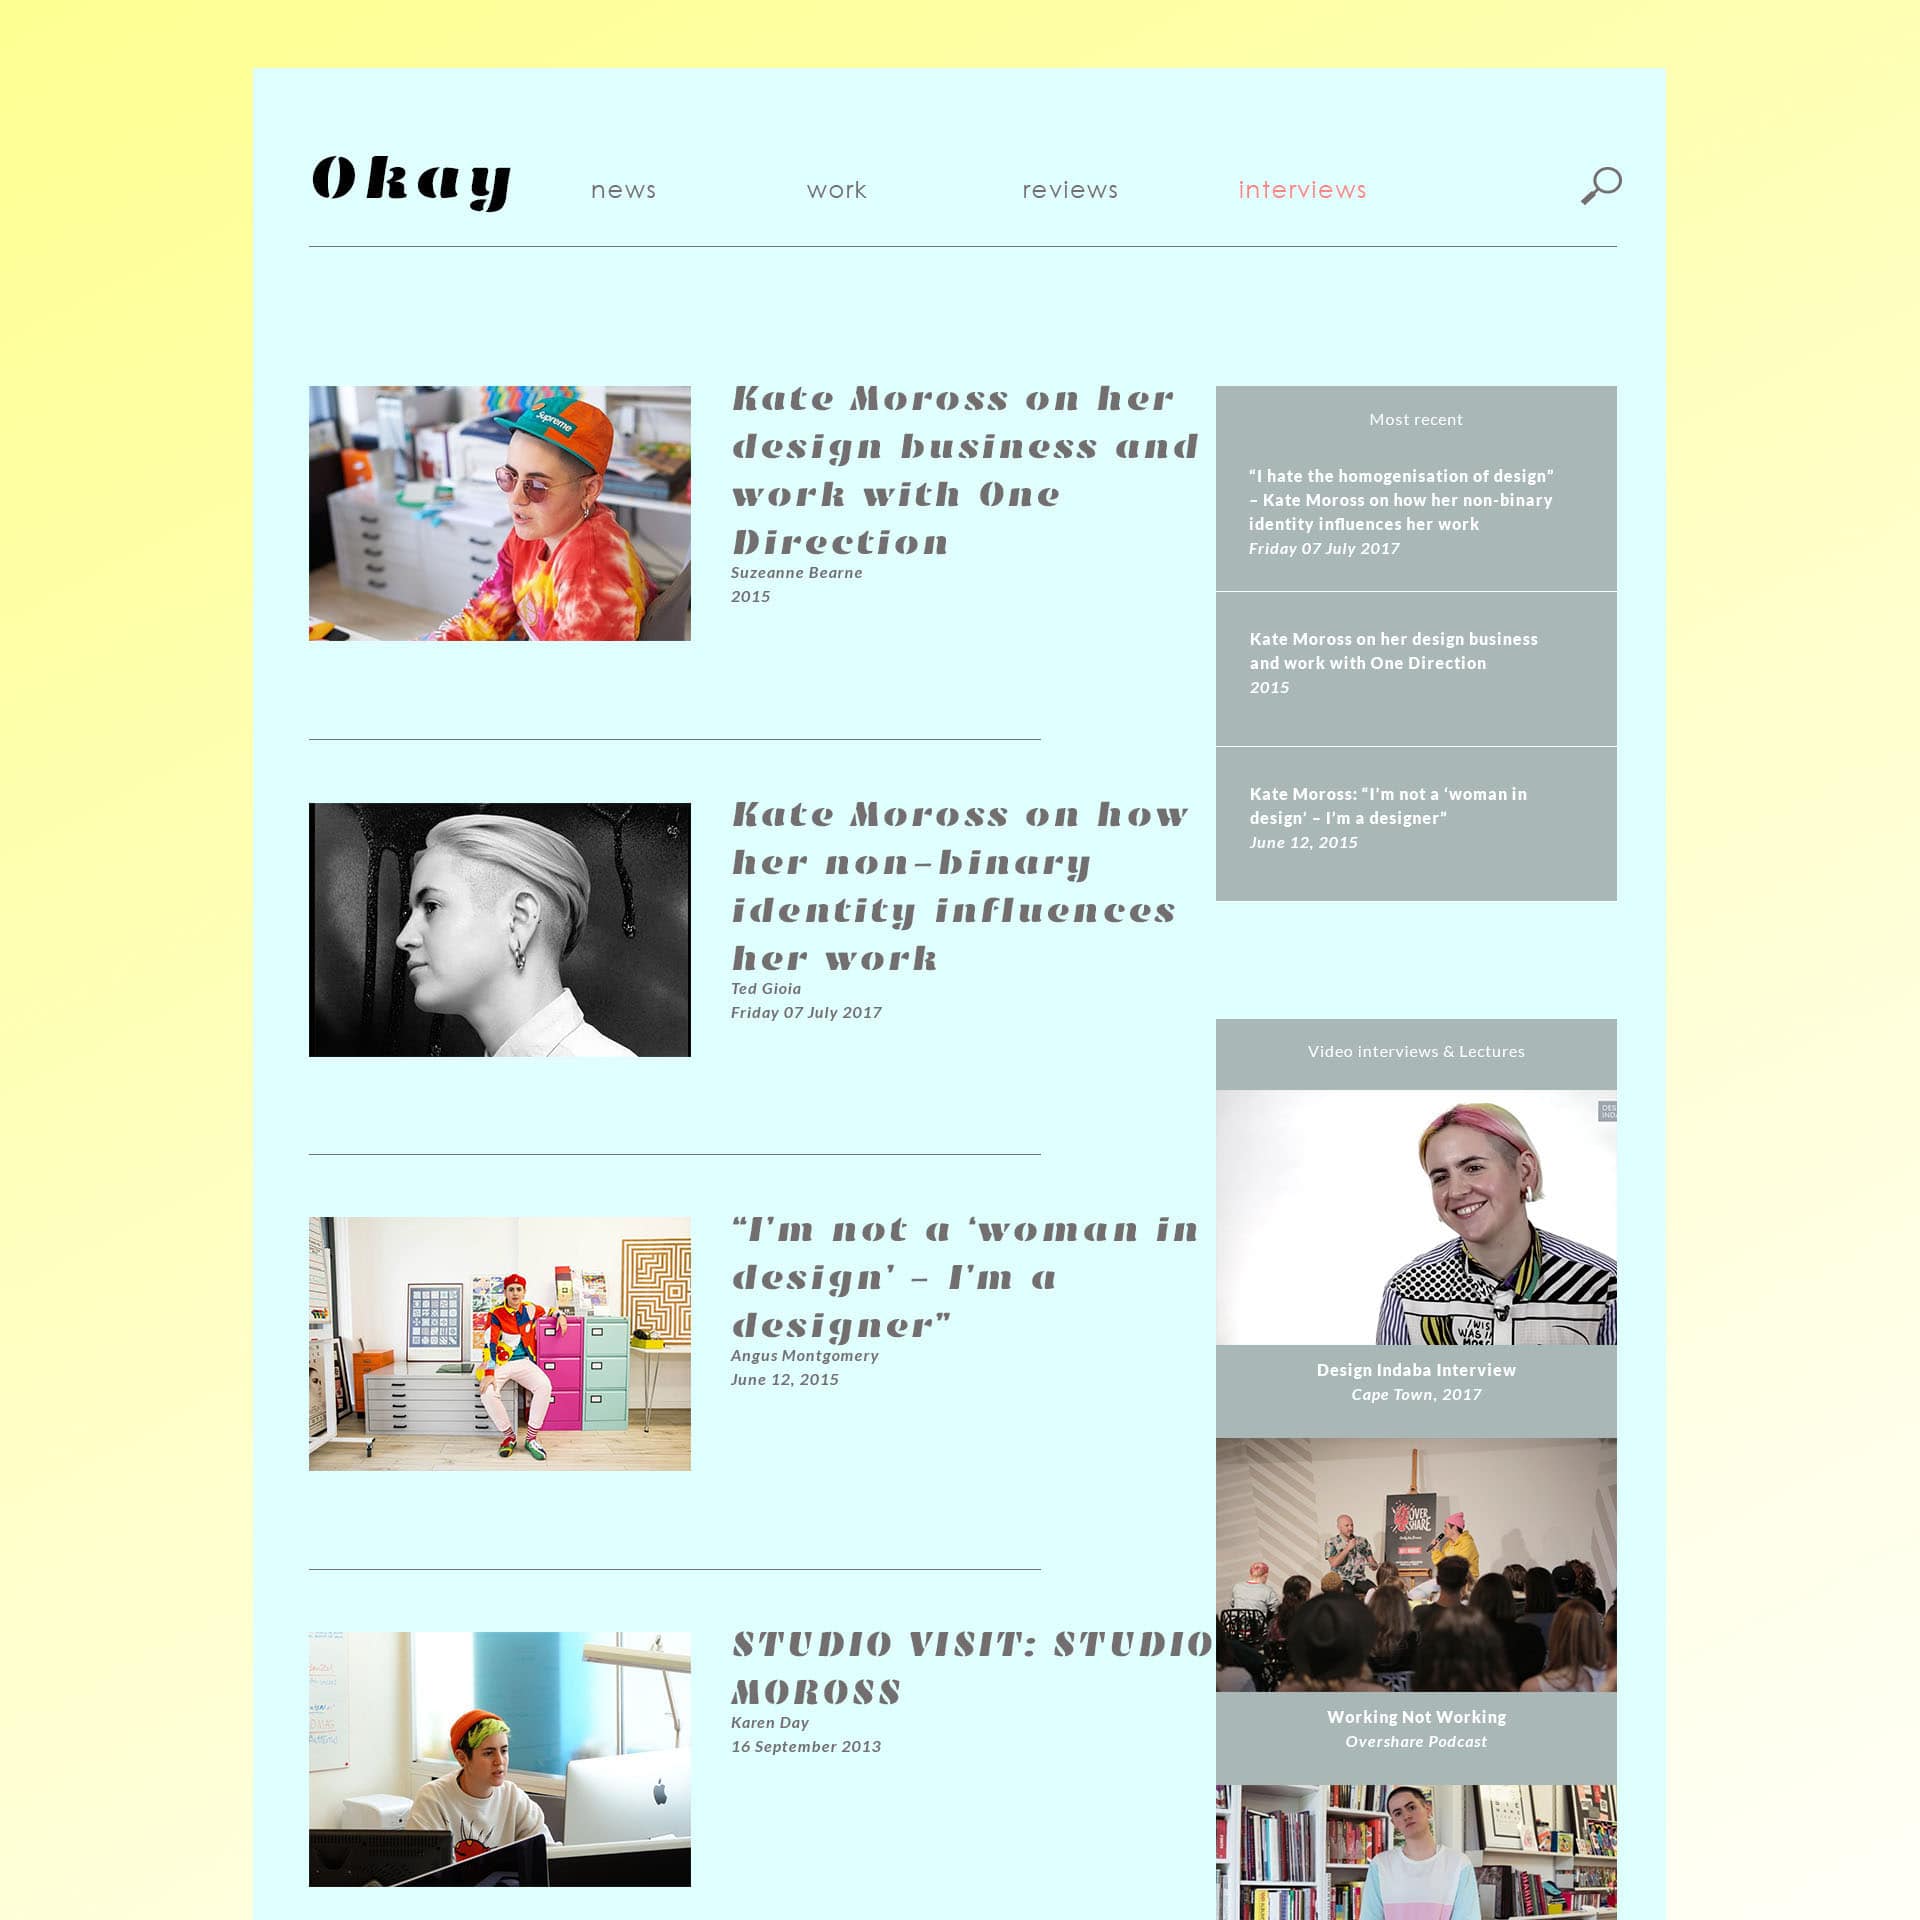 Okay
news
work
reviews
interviews
Supreme
Kate Moross on her
design business and
work with One
Direction
Suzeanne Bearne
2015
Kate Moross on how
her non-binary
identity influences
her work
Ted Gioia
Friday 07 July 2017
“I’m not a ‘woman in
design’ – I’m a
designer”
Angus Montgomery
June 12, 2015
STUDIO VISIT: STUDIO
MOROSS
Karen Day
16 September 2013
Most recent
“I hate the homogenisation of design”
– Kate Moross on how her non-binary
identity influences her work
Friday 07 July 2017
Kate Moross on her design business
and work with One Direction
2015
Kate Moross: “I’m not a ‘woman in
design’ – I’m a designer”
June 12, 2015
Video interviews & Lectures
Design Indaba Interview
Cape Town, 2017
OVER
SHARE
Working Not Working
Overshare Podcast